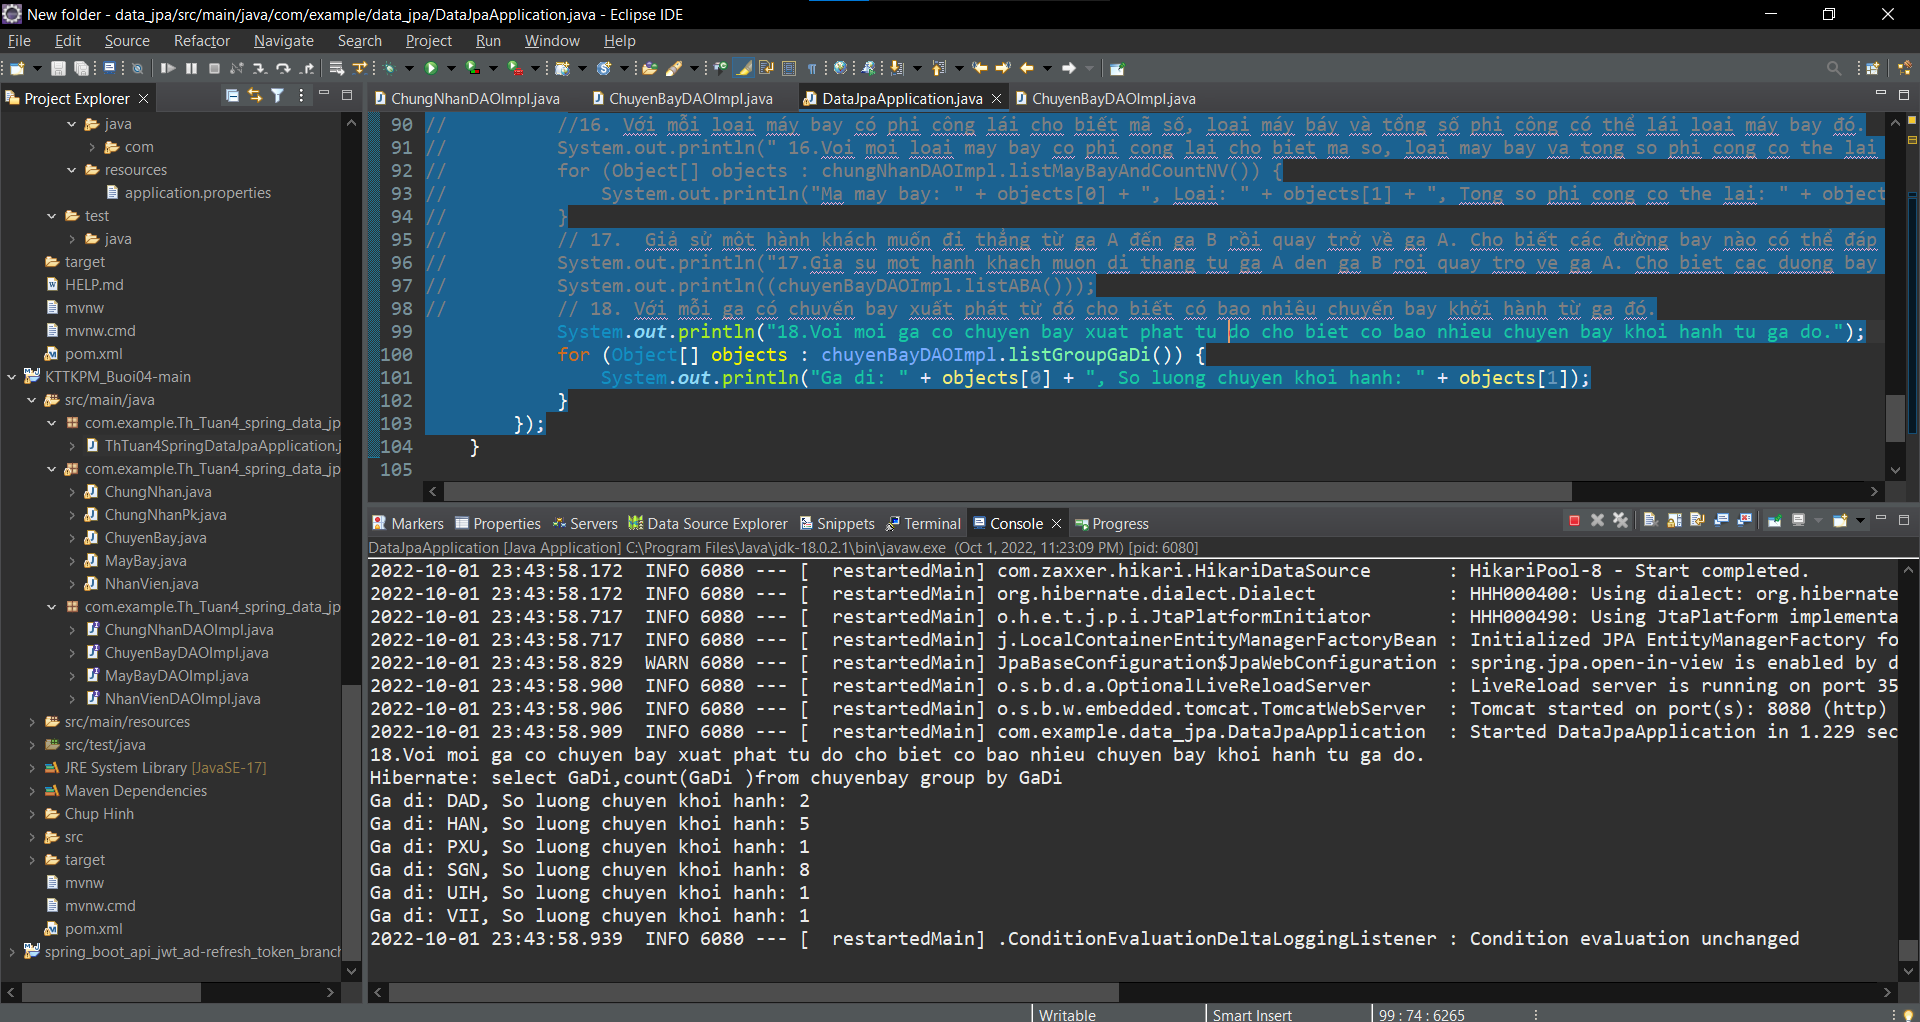 New folder - data_jpa/src/main/java/com/example/data_jpa/DataJpaApplication.java - Eclipse IDE
File Edit Source Refactor Navigate Search Project Run Window Help
Project Explorer
java
com
resources
application.properties
test
java
target
HELP.md
mvnw
mvnw.cmd
pom.xml
KTTKPM_Buoi04-main
src/main/java
com.example.Th_Tuan4_spring_data_jp
ThTuan4SpringDataJpaApplication.j
com.example.Th_Tuan4_spring_data_jp
ChungNhan.java
ChungNhanPk.java
ChuyenBay.java
MayBay.java
NhanVien.java
com.example.Th_Tuan4_spring_data_jp
ChungNhanDAOImpl.java
ChuyenBayDAOImpl.java
MayBayDAOImpl.java
NhanVienDAOImpl.java
src/main/resources
src/test/java
JRE System Library [JavaSE-17]
Maven Dependencies
Chup Hinh
src
target
mvnw
mvnw.cmd
pom.xml
spring_boot_api_jwt_ad-refresh_token_branch
ChungNhanDAOImpl.java ChuyenBayDAOImpl.java DataJpaApplication.java ChuyenBayDAOImpl.java
90 // //16. Với mỗi loại máy bay có phi công lái cho biết mã số, loại máy báy và tổng số phi công có thể lái loại máy bay đó.
91 // System.out.println(" 16.Voi moi loai may bay co phi cong lai cho biet ma so, loai may bay va tong so phi cong co the lai
92 // for (Object[] objects : chungNhanDAOImpl.listMayBayAndCountNV()) {
93 // System.out.println("Ma may bay: " + objects[0] + ", Loai: " + objects[1] + ", Tong so phi cong co the lai: " + object
94 // }
95 // // 17. Giả sử một hành khách muốn đi thẳng từ ga A đến ga B rồi quay trở về ga A. Cho biết các đường bay nào có thể đáp
96 // System.out.println("17.Gia su mot hanh khach muon di thang tu ga A den ga B roi quay tro ve ga A. Cho biet cac duong bay
97 // System.out.println((chuyenBayDAOImpl.listABA()));
98 // // 18. Với mỗi ga có chuyến bay xuất phát từ đó cho biết có bao nhiêu chuyến bay khởi hành từ ga đó.
99 System.out.println("18.Voi moi ga co chuyen bay xuat phat tu do cho biet co bao nhieu chuyen bay khoi hanh tu ga do.");
100 for (Object[] objects : chuyenBayDAOImpl.listGroupGaDi()) {
101 System.out.println("Ga di: " + objects[0] + ", So luong chuyen khoi hanh: " + objects[1]);
102 }
103 });
104 }
105
Markers Properties Servers Data Source Explorer Snippets Terminal Console Progress
DataJpaApplication [Java Application] C:\Program Files\Java\jdk-18.0.2.1\bin\javaw.exe (Oct 1, 2022, 11:23:09 PM) [pid: 6080]
2022-10-01 23:43:58.172 INFO 6080 --- [ restartedMain] com.zaxxer.hikari.HikariDataSource : HikariPool-8 - Start completed.
2022-10-01 23:43:58.172 INFO 6080 --- [ restartedMain] org.hibernate.dialect.Dialect : HHH000400: Using dialect: org.hibernate
2022-10-01 23:43:58.717 INFO 6080 --- [ restartedMain] o.h.e.t.j.p.i.JtaPlatformInitiator : HHH000490: Using JtaPlatform implementa
2022-10-01 23:43:58.717 INFO 6080 --- [ restartedMain] j.LocalContainerEntityManagerFactoryBean : Initialized JPA EntityManagerFactory fo
2022-10-01 23:43:58.829 WARN 6080 --- [ restartedMain] JpaBaseConfiguration$JpaWebConfiguration : spring.jpa.open-in-view is enabled by d
2022-10-01 23:43:58.900 INFO 6080 --- [ restartedMain] o.s.b.d.a.OptionalLiveReloadServer : LiveReload server is running on port 35
2022-10-01 23:43:58.906 INFO 6080 --- [ restartedMain] o.s.b.w.embedded.tomcat.TomcatWebServer : Tomcat started on port(s): 8080 (http)
2022-10-01 23:43:58.909 INFO 6080 --- [ restartedMain] com.example.data_jpa.DataJpaApplication : Started DataJpaApplication in 1.229 sec
18.Voi moi ga co chuyen bay xuat phat tu do cho biet co bao nhieu chuyen bay khoi hanh tu ga do.
Hibernate: select GaDi,count(GaDi )from chuyenbay group by GaDi
Ga di: DAD, So luong chuyen khoi hanh: 2
Ga di: HAN, So luong chuyen khoi hanh: 5
Ga di: PXU, So luong chuyen khoi hanh: 1
Ga di: SGN, So luong chuyen khoi hanh: 8
Ga di: UIH, So luong chuyen khoi hanh: 1
Ga di: VII, So luong chuyen khoi hanh: 1
2022-10-01 23:43:58.939 INFO 6080 --- [ restartedMain] .ConditionEvaluationDeltaLoggingListener : Condition evaluation unchanged
Writable Smart Insert 99 : 74 : 6265